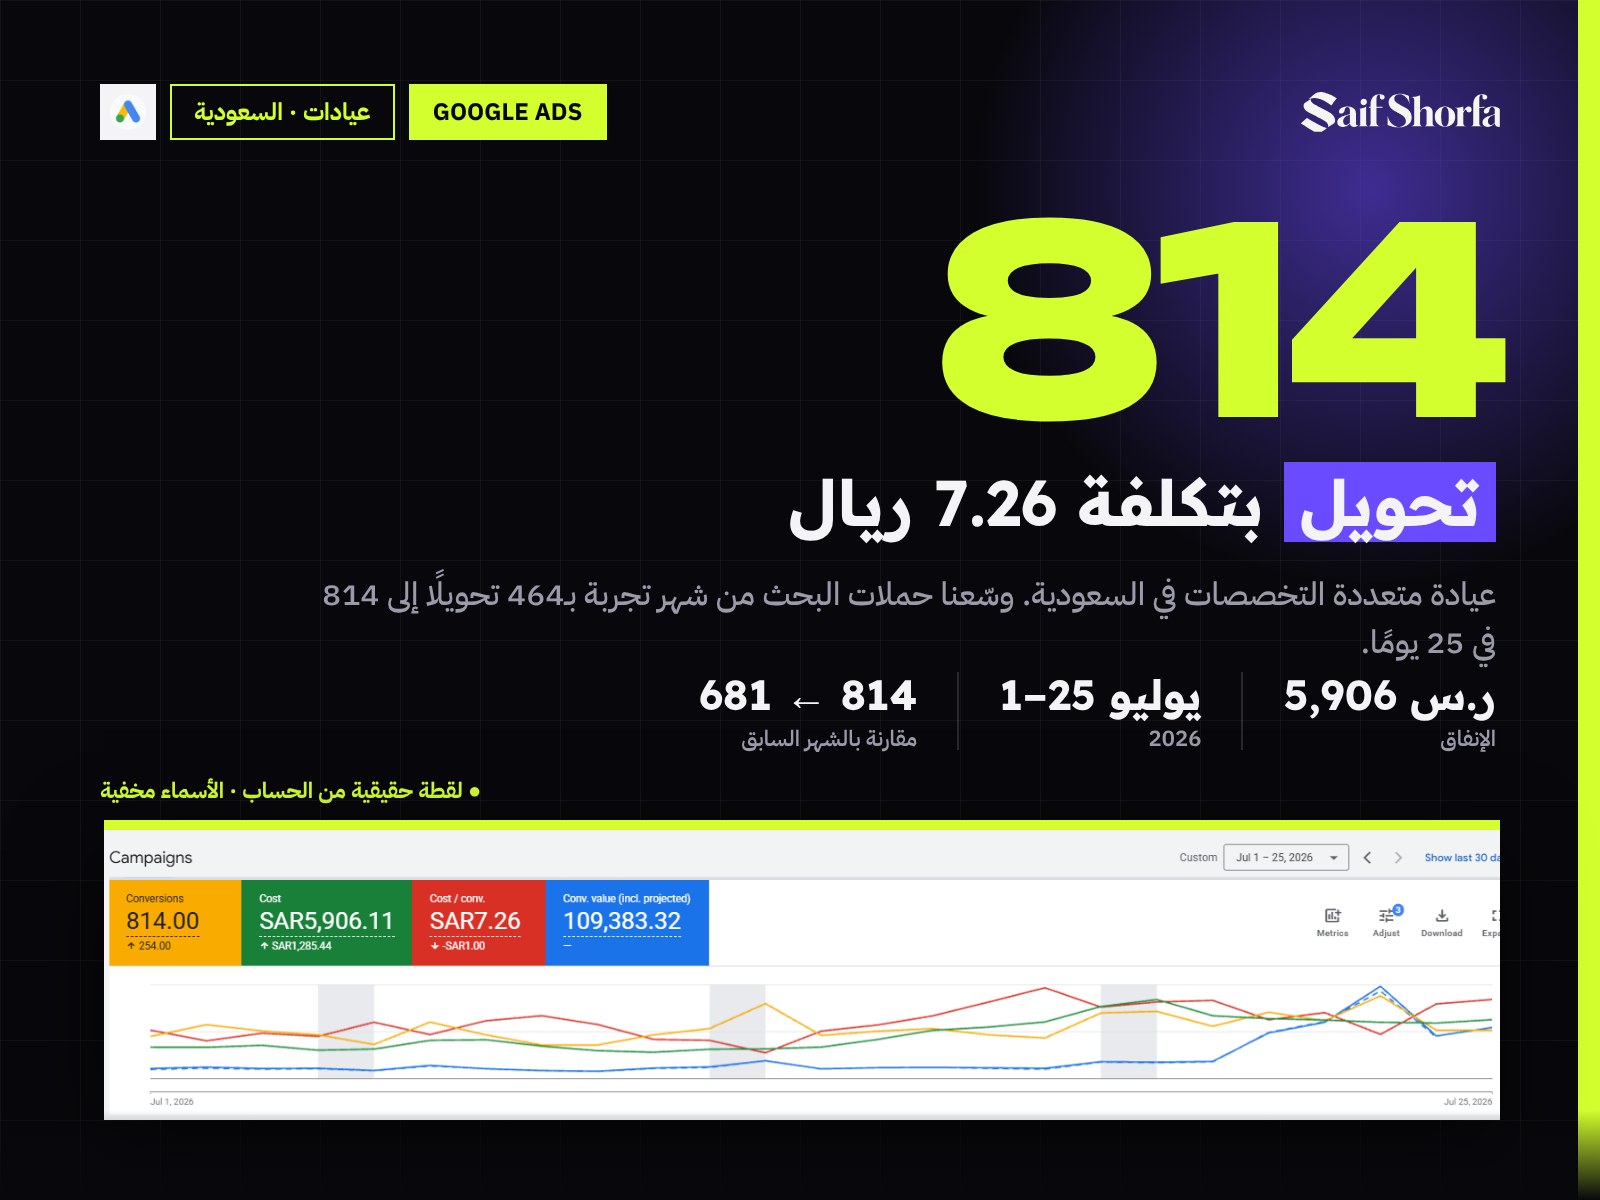 Saif Shorfa
GOOGLE ADS
عيادات · السعودية
814
تحويل بتكلفة 7.26 ريال
عيادة متعددة التخصصات في السعودية. وسّعنا حملات البحث من شهر تجربة بـ464 تحويلًا إلى 814
في 25 يومًا.
ر.س 5,906
الإنفاق
يوليو 25–1
2026
814 ← 681
مقارنة بالشهر السابق
● لقطة حقيقية من الحساب · الأسماء مخفية
Campaigns
Custom
Jul 1 – 25, 2026
Show last 30 da
Conversions
814.00
↑ 254.00
Cost
SAR5,906.11
↑ SAR1,285.44
Cost / conv.
SAR7.26
↓ -SAR1.00
Conv. value (incl. projected)
109,383.32
—
Metrics
3
Adjust
Download
Expa
Jul 1, 2026
Jul 25, 2026